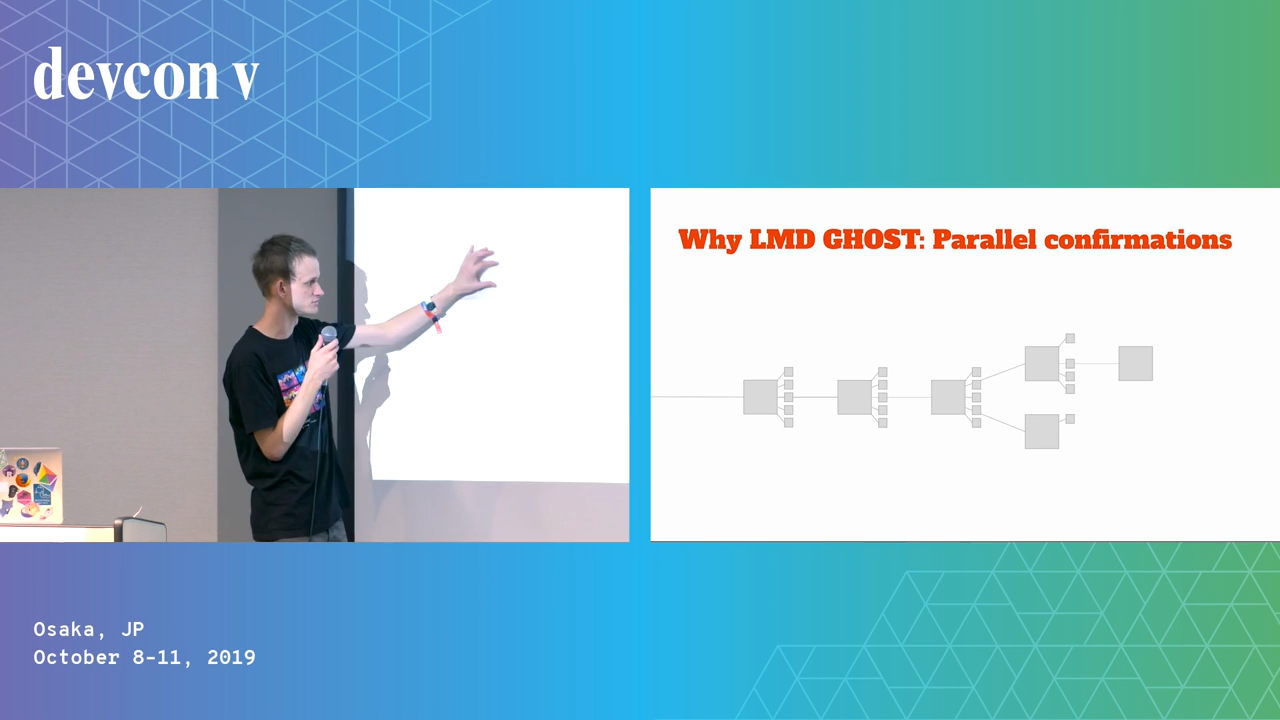 devcon v
Why LMD GHOST: Parallel confirmations
Osaka, JP
October 8-11, 2019